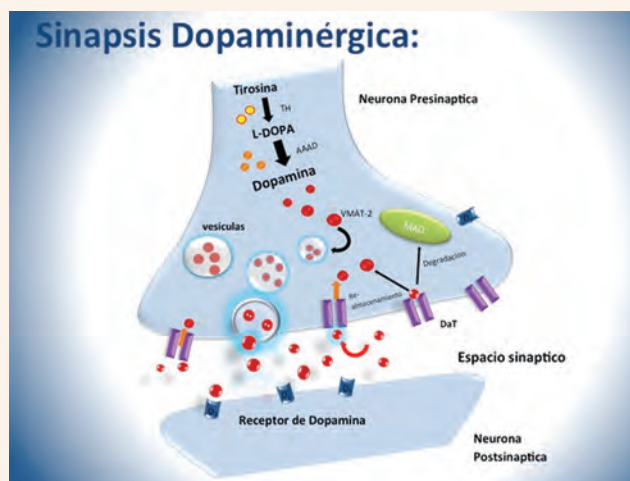 Sinapsis Dopaminérgica:
Tirosina
TH
Neurona Presinaptica
L-DOPA
AAAD
Dopamina
VMAT-2
vesiculas
MAO
Degradacion
Re-
almacenamiento
DaT
Espacio sinaptico
Receptor de Dopamina
Neurona
Postsinaptica